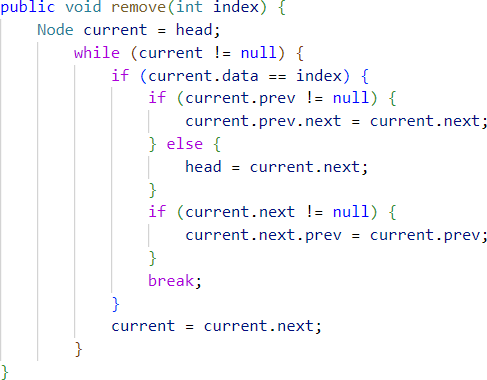 public void remove(int index) {
    Node current = head;
        while (current != null) {
            if (current.data == index) {
                if (current.prev != null) {
                    current.prev.next = current.next;
                } else {
                    head = current.next;
                }
                if (current.next != null) {
                    current.next.prev = current.prev;
                }
                break;
            }
            current = current.next;
        }
}